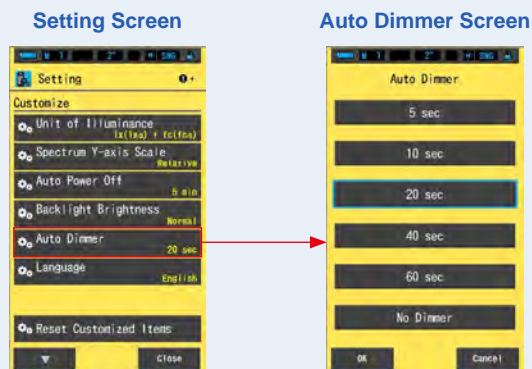 Setting Screen
Auto Dimmer Screen
Setting
Customize
Unit of Illuminance
lx(lxs) + fc(fcs)
Spectrum Y-axis Scale
Relative
Auto Power Off
5 min
Backlight Brightness
Normal
Auto Dimmer
20 sec
Language
English
Reset Customized Items
▼
Close
Auto Dimmer
5 sec
10 sec
20 sec
40 sec
60 sec
No Dimmer
OK
Cancel